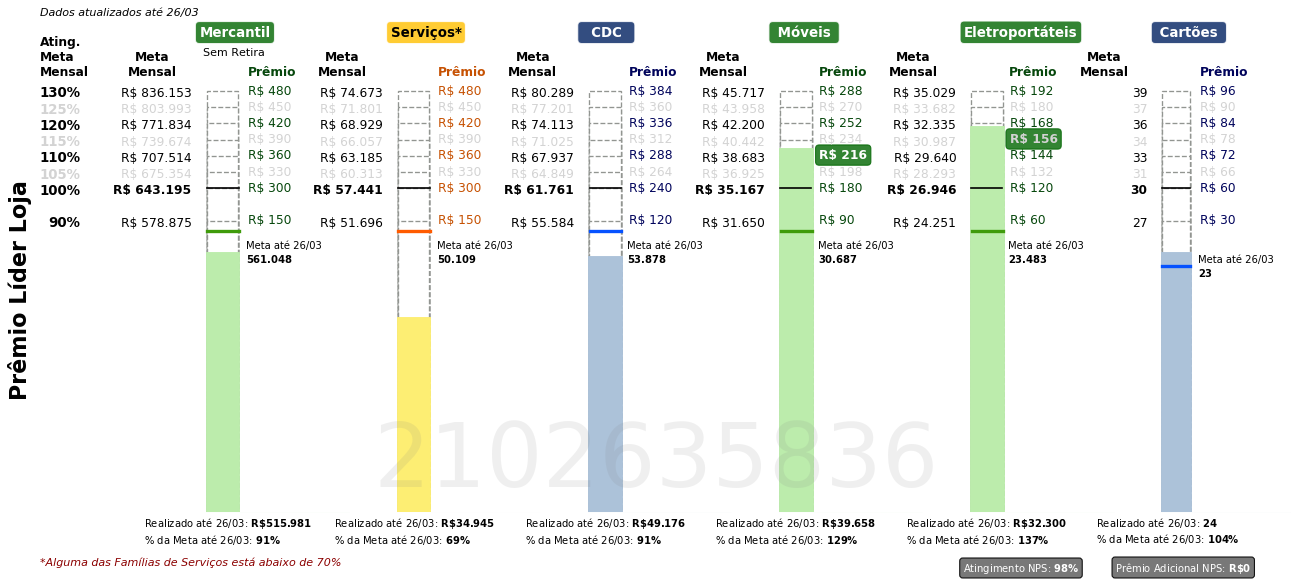 Dados atualizados até 26/03
Mercantil Serviços* CDC Móveis Eletroportáteis Cartões
Sem Retira
Ating. Meta Mensal Meta Mensal Prêmio Meta Mensal Prêmio Meta Mensal Prêmio Meta Mensal Prêmio Meta Mensal Prêmio Meta Mensal Prêmio
130% R$ 836.153 R$ 480 R$ 74.673 R$ 480 R$ 80.289 R$ 384 R$ 45.717 R$ 288 R$ 35.029 R$ 192 39 R$ 96
125% R$ 803.993 R$ 450 R$ 71.801 R$ 450 R$ 77.201 R$ 360 R$ 43.958 R$ 270 R$ 33.682 R$ 180 37 R$ 90
120% R$ 771.834 R$ 420 R$ 68.929 R$ 420 R$ 74.113 R$ 336 R$ 42.200 R$ 252 R$ 32.335 R$ 168 36 R$ 84
115% R$ 739.674 R$ 390 R$ 66.057 R$ 390 R$ 71.025 R$ 312 R$ 40.442 R$ 234 R$ 30.987 R$ 156 34 R$ 78
110% R$ 707.514 R$ 360 R$ 63.185 R$ 360 R$ 67.937 R$ 288 R$ 38.683 R$ 216 R$ 29.640 R$ 144 33 R$ 72
105% R$ 675.354 R$ 330 R$ 60.313 R$ 330 R$ 64.849 R$ 264 R$ 36.925 R$ 198 R$ 28.293 R$ 132 31 R$ 66
100% R$ 643.195 R$ 300 R$ 57.441 R$ 300 R$ 61.761 R$ 240 R$ 35.167 R$ 180 R$ 26.946 R$ 120 30 R$ 60
90% R$ 578.875 R$ 150 R$ 51.696 R$ 150 R$ 55.584 R$ 120 R$ 31.650 R$ 90 R$ 24.251 R$ 60 27 R$ 30
Meta até 26/03 Meta até 26/03 Meta até 26/03 Meta até 26/03 Meta até 26/03 Meta até 26/03
561.048 50.109 53.878 30.687 23.483 23
Prêmio Líder Loja
2102635836
Realizado até 26/03: R$515.981 Realizado até 26/03: R$34.945 Realizado até 26/03: R$49.176 Realizado até 26/03: R$39.658 Realizado até 26/03: R$32.300 Realizado até 26/03: 24
% da Meta até 26/03: 91% % da Meta até 26/03: 69% % da Meta até 26/03: 91% % da Meta até 26/03: 129% % da Meta até 26/03: 137% % da Meta até 26/03: 104%
*Alguma das Famílias de Serviços está abaixo de 70% Atingimento NPS: 98% Prêmio Adicional NPS: R$0